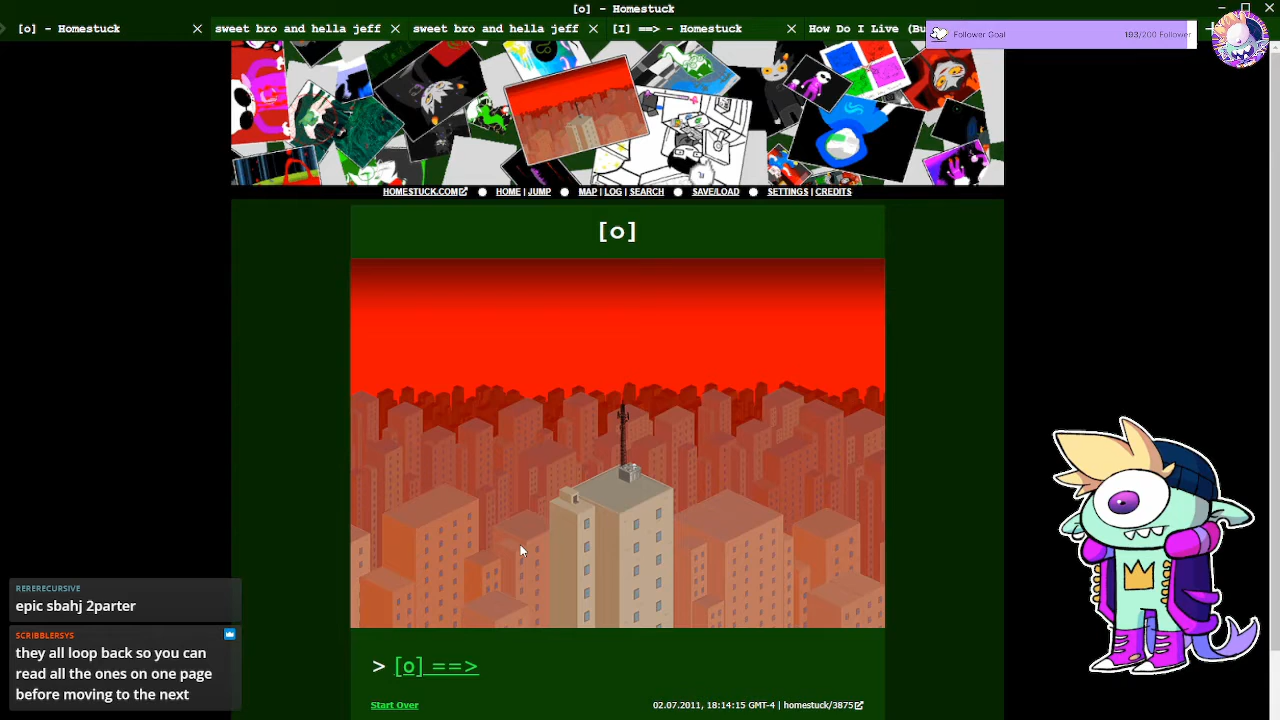 [o] - Homestuck
[o] - Homestuck
sweet bro and hella jeff
sweet bro and hella jeff
[I] ==> - Homestuck
How Do I Live (Bu
Follower Goal
193/200 Follower
HOMESTUCK.COM
HOME | JUMP
MAP | LOG | SEARCH
SAVE/LOAD
SETTINGS | CREDITS
[o]
> [o] ==>
Start Over
02.07.2011, 18:14:15 GMT-4 | homestuck/3875
RERERECURSIVE
epic sbahj 2parter
SCRIBBLERSYS
they all loop back so you can
read all the ones on one page
before moving to the next